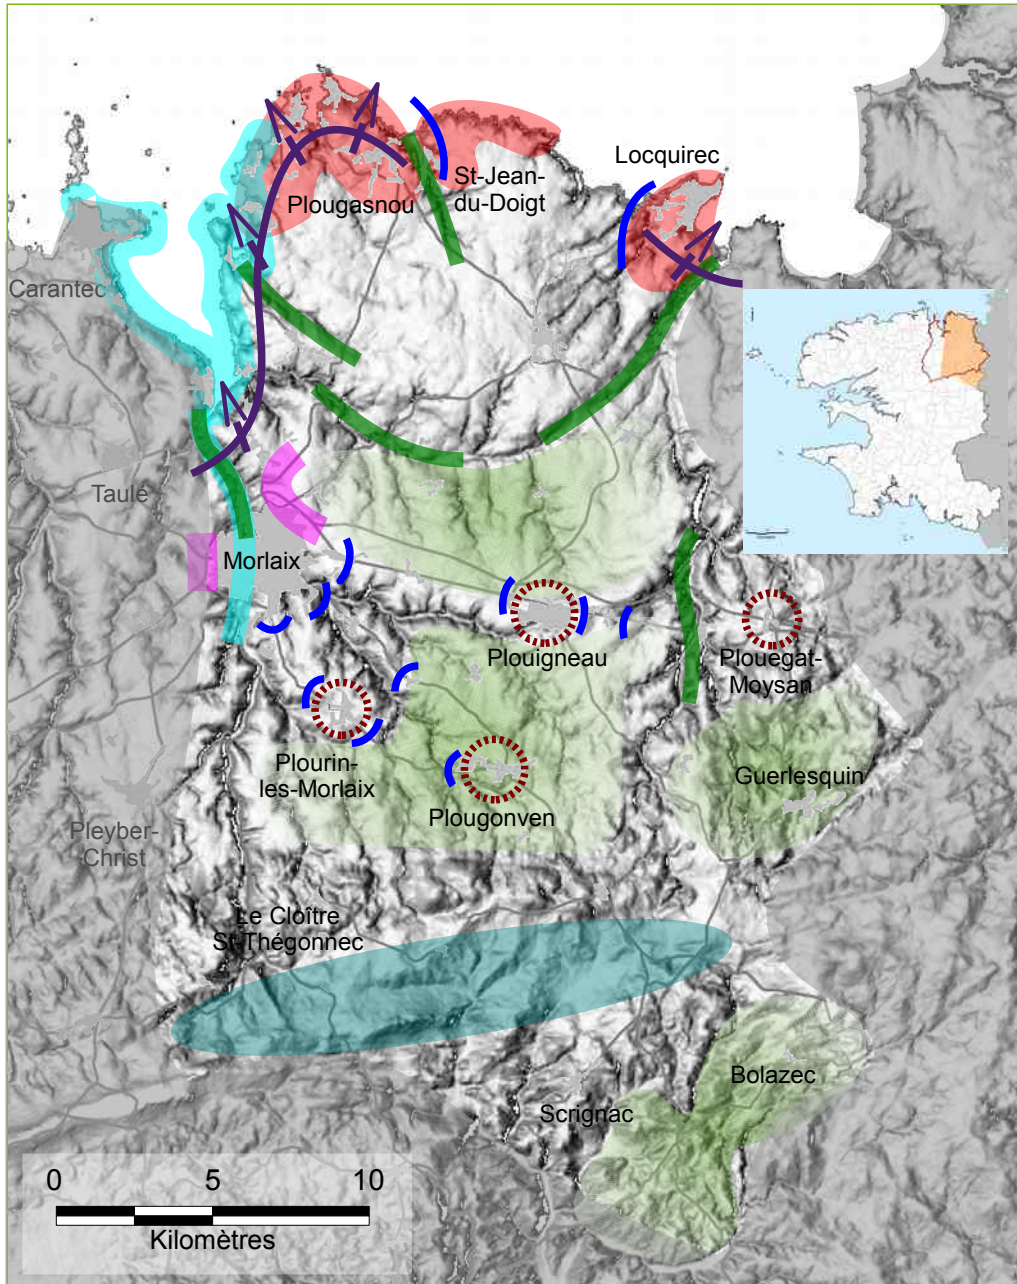 Locquirec
St-Jean-
du-Doigt
Plougasnou
Carantec
Taulé
Morlaix
Plouigneau
Plouegat-
Moysan
Plourin-
les-Morlaix
Guerlesquin
Plougonven
Pleyber-
Christ
Le Cloître
St-Thégonnec
Bolazec
Scrignac
0 5 10
Kilomètres